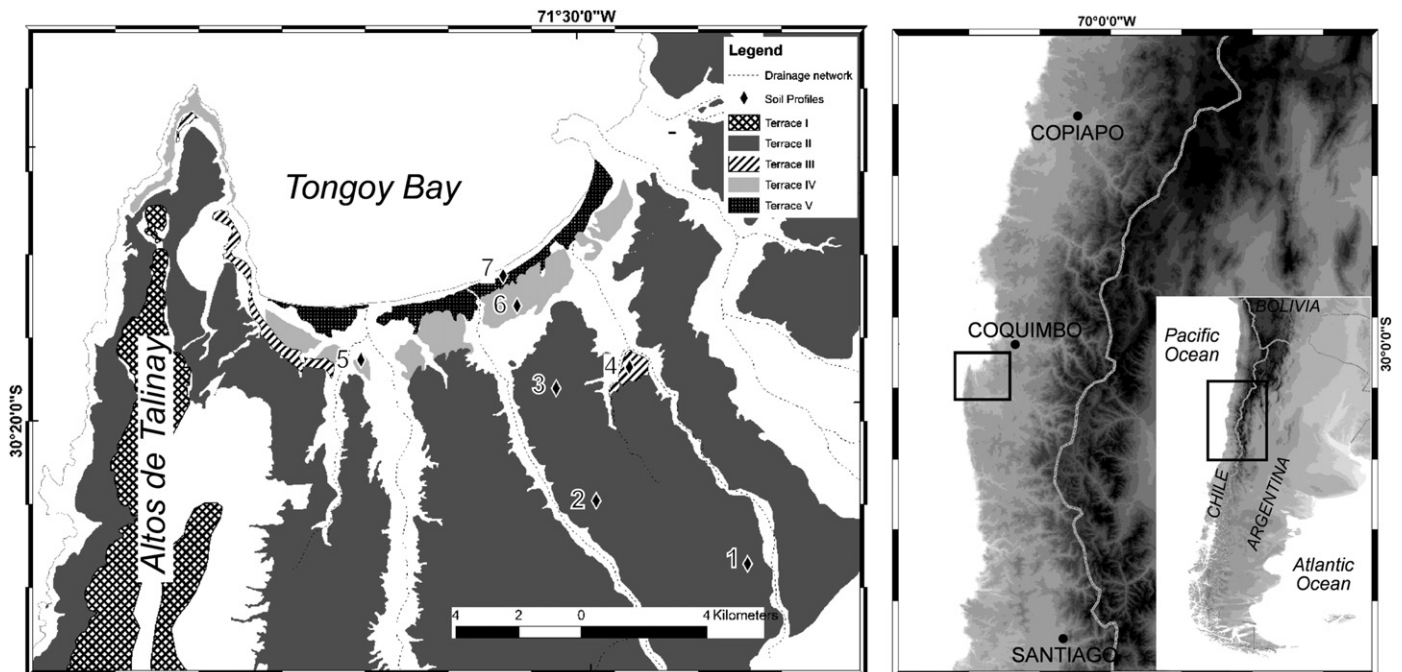 71°30'0"W
Legend
Drainage network
Soil Profiles
Terrace I
Terrace II
Terrace III
Terrace IV
Terrace V
Tongoy Bay
7
6
5
4
3
2
1
30°20'0"S
Altos de Talinay
4
2
0
4 Kilometers
70°0'0"W
COPIAPO
COQUIMBO
SANTIAGO
30°0'0"S
BOLIVIA
Pacific
Ocean
CHILE
ARGENTINA
Atlantic
Ocean